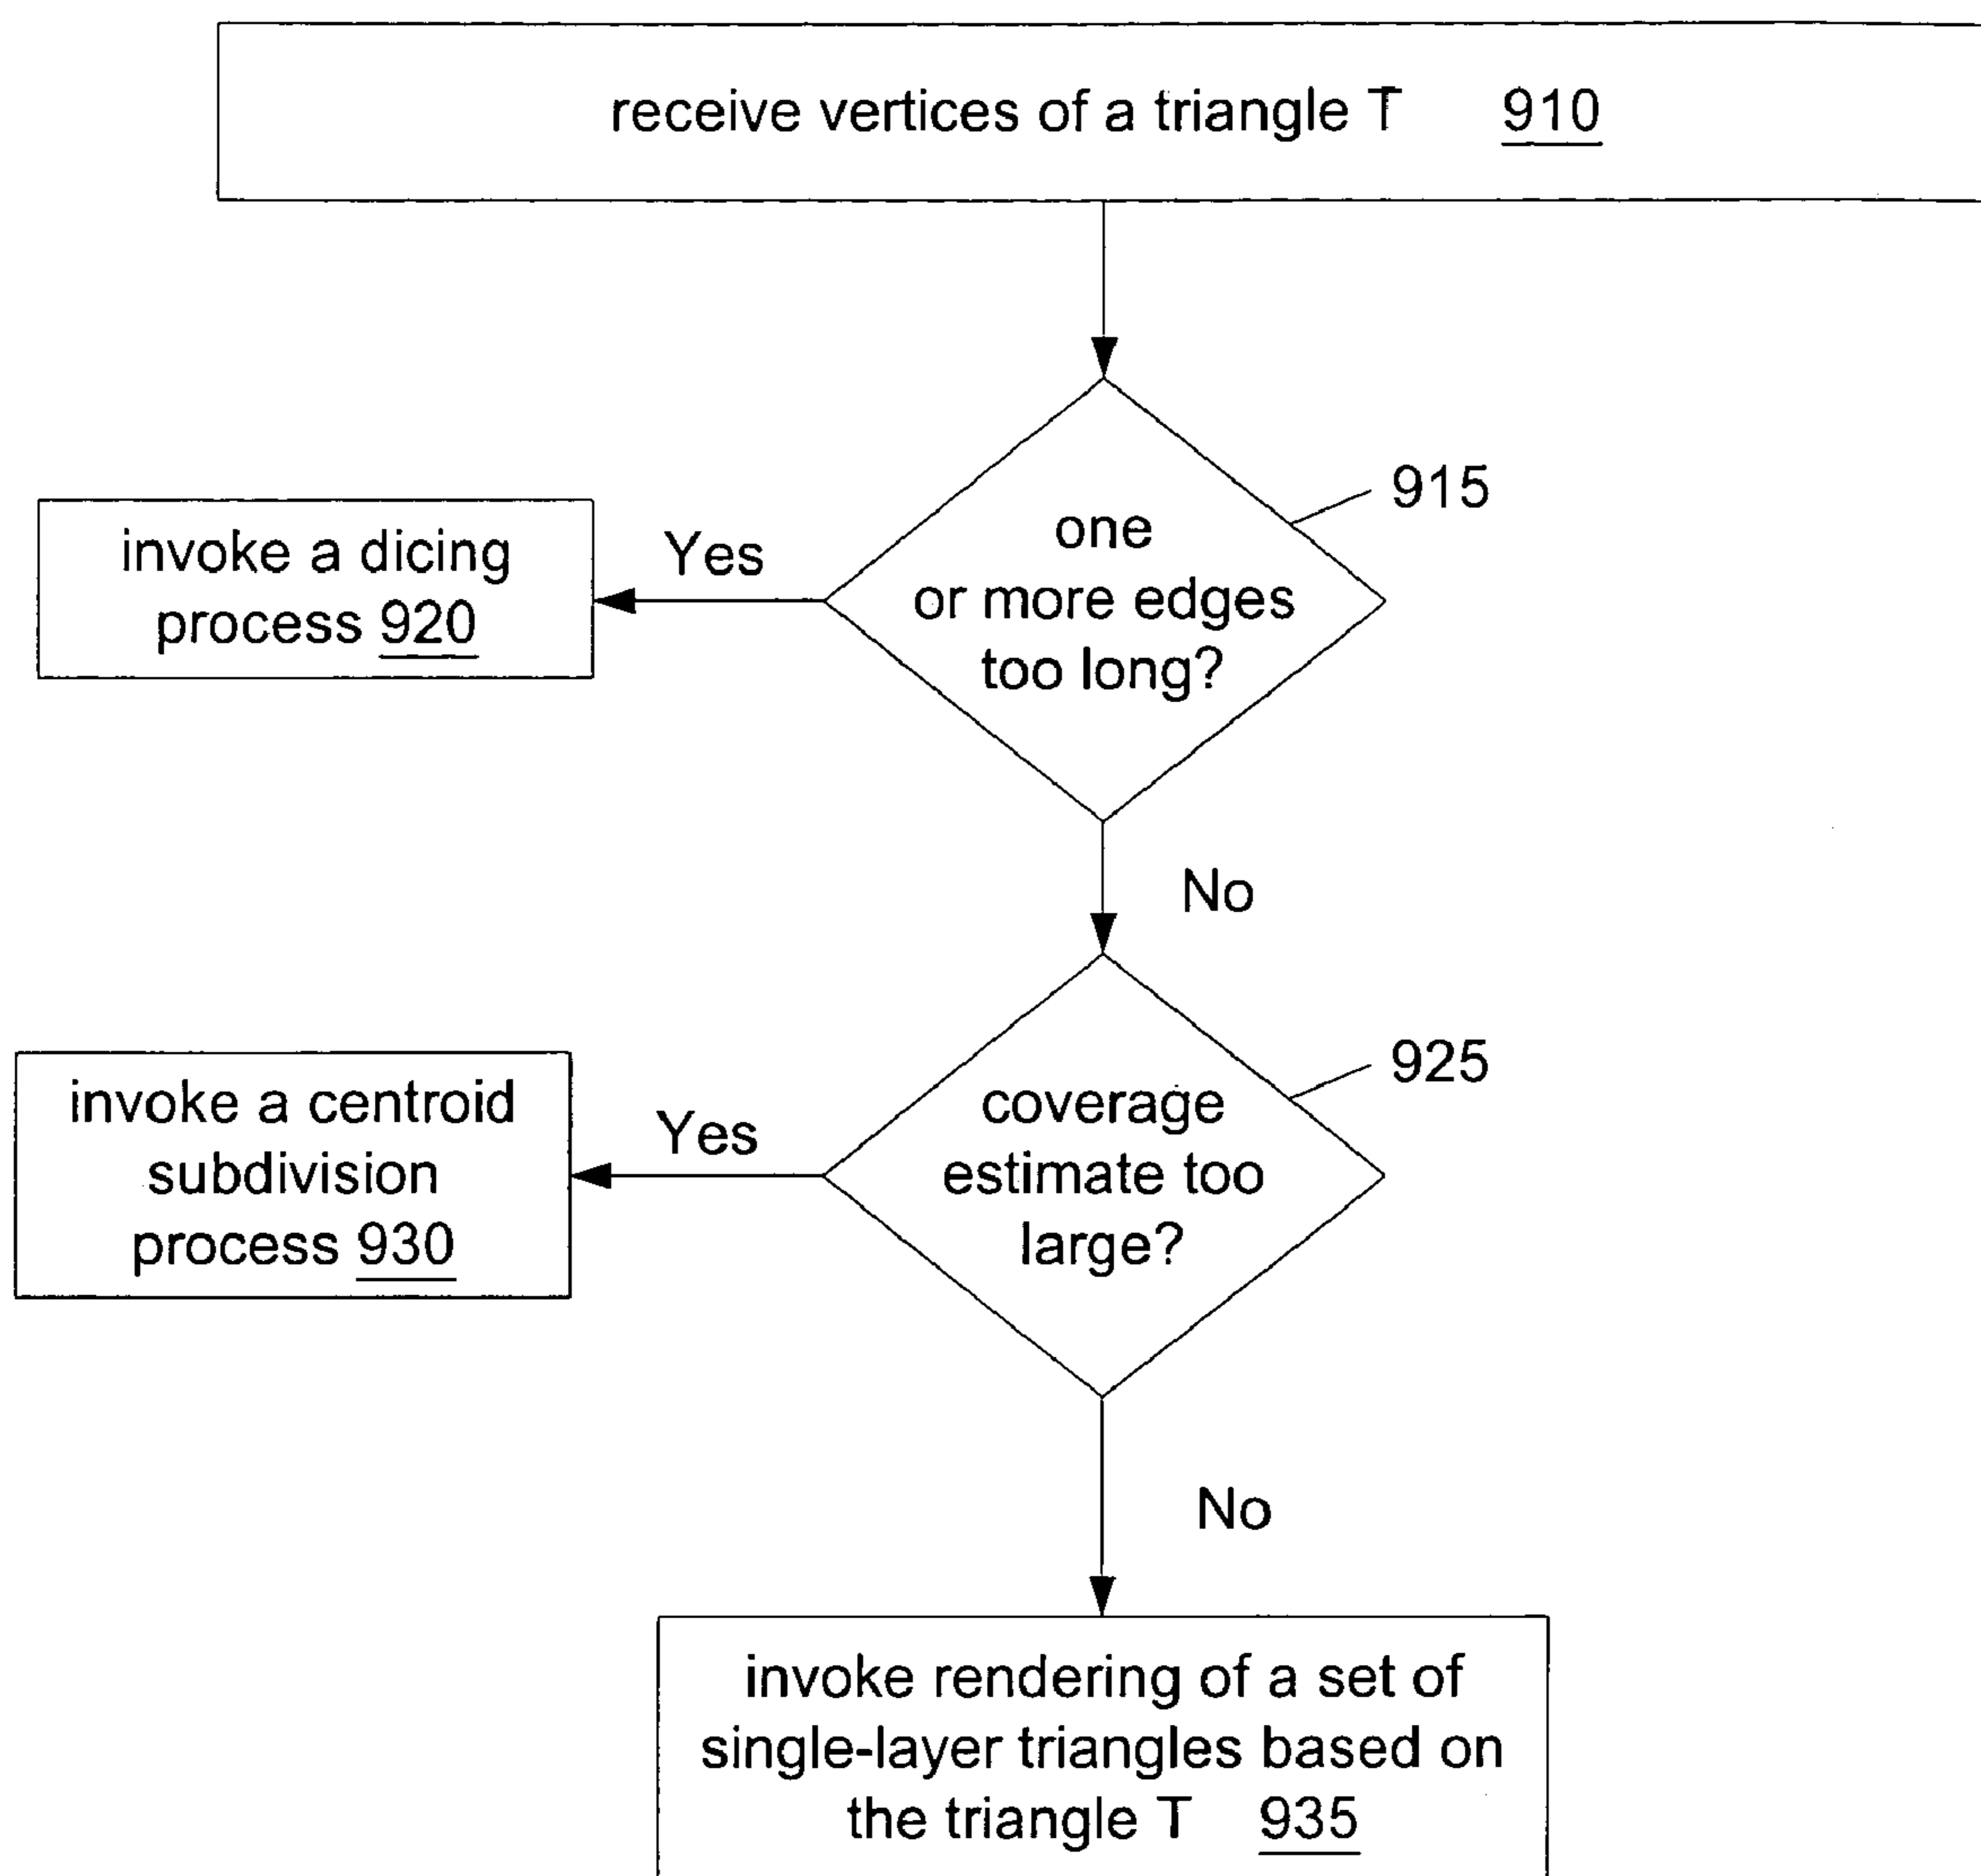 receive vertices of a triangle T 910
915
one
or more edges
too long?
Yes
invoke a dicing
process 920
No
925
coverage
estimate too
large?
Yes
invoke a centroid
subdivision
process 930
No
invoke rendering of a set of
single-layer triangles based on
the triangle T 935